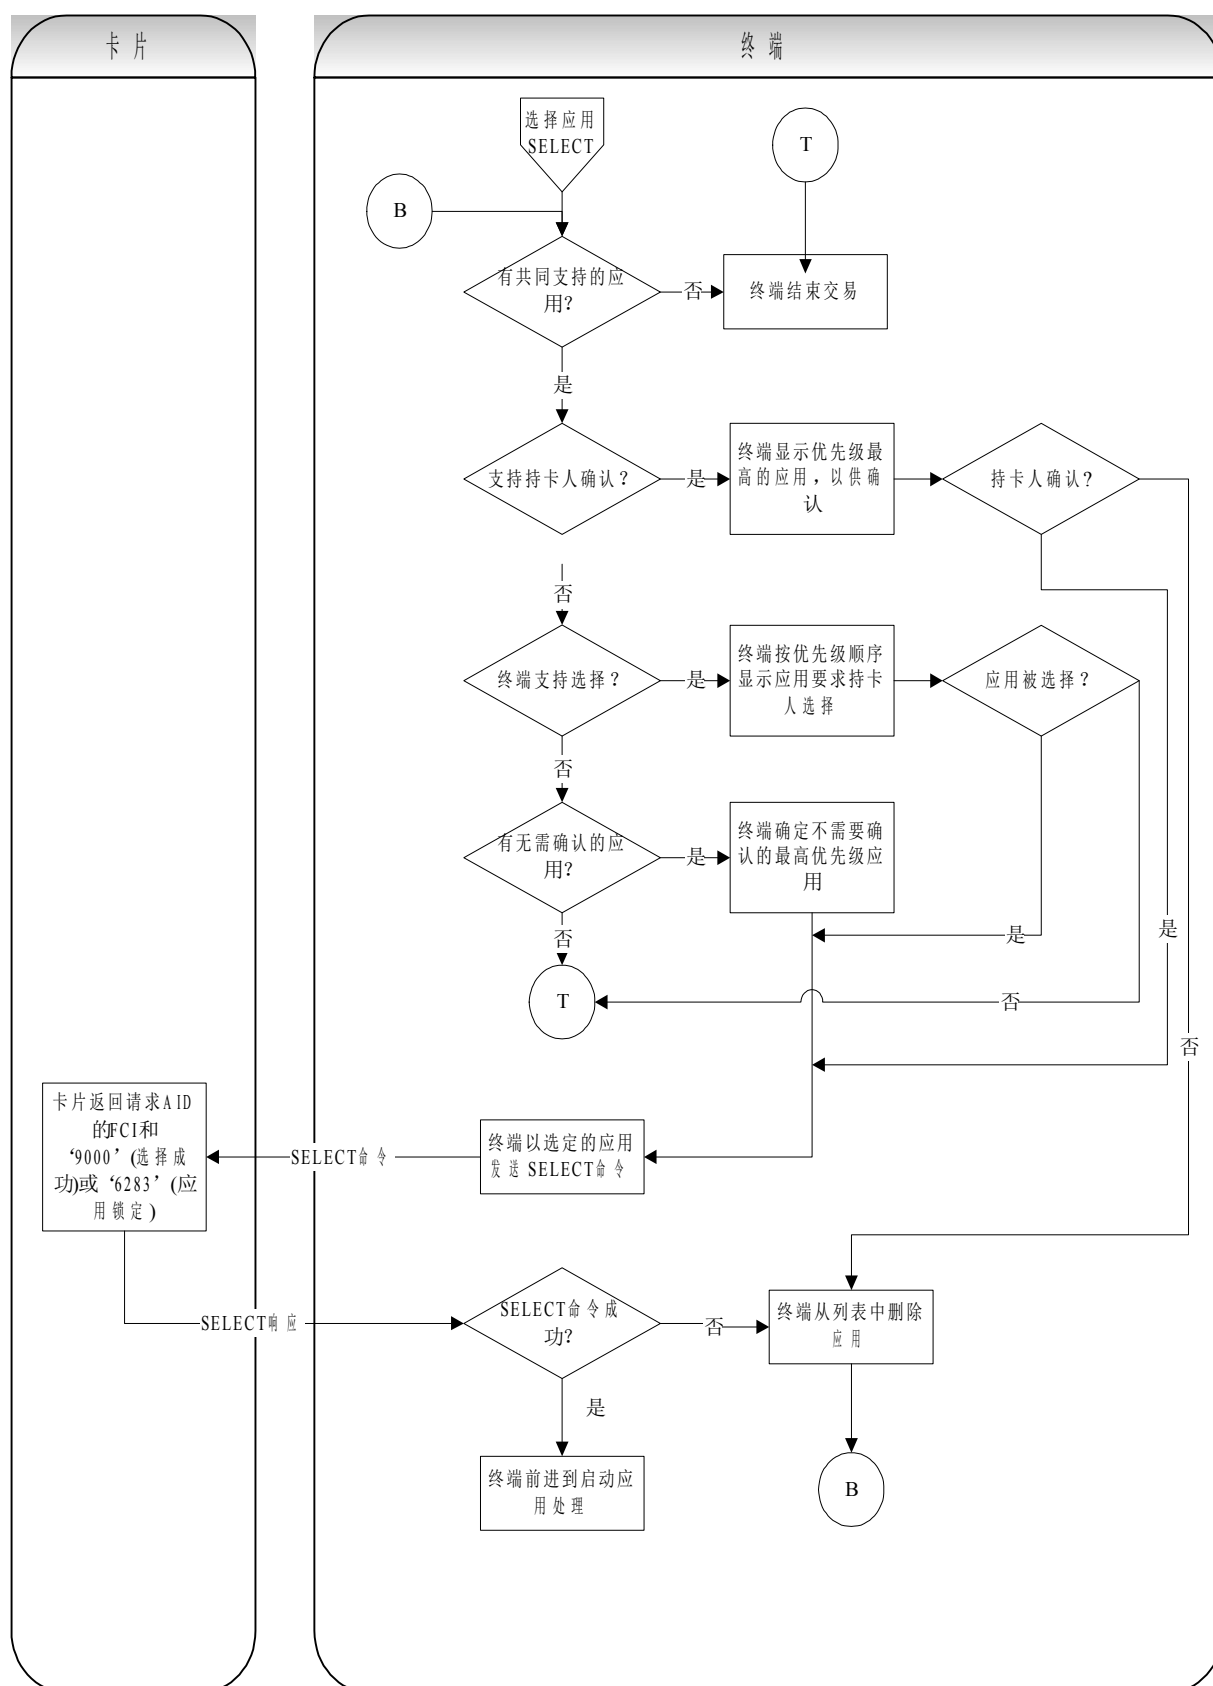 卡片
终端
选择应用
SELECT
T
B
有共同支持的应
用?
否
终端结束交易
是
支持持卡人确认?
是
终端显示优先级最
高的应用，以供确
认
持卡人确认?
否
终端支持选择?
是
终端按优先级顺序
显示应用要求持卡
人选择
应用被选择?
否
有无需确认的应
用?
是
终端确定不需要确
认的最高优先级应
用
否
是
是
T
否
否
卡片返回请求AID
的FCI和
‘9000’(选择成
功)或‘6283’(应
用锁定)
SELECT命令
终端以选定的应用
发送SELECT命令
SELECT响应
SELECT命令成
功?
否
终端从列表中删除
应用
是
终端前进到启动应
用处理
B